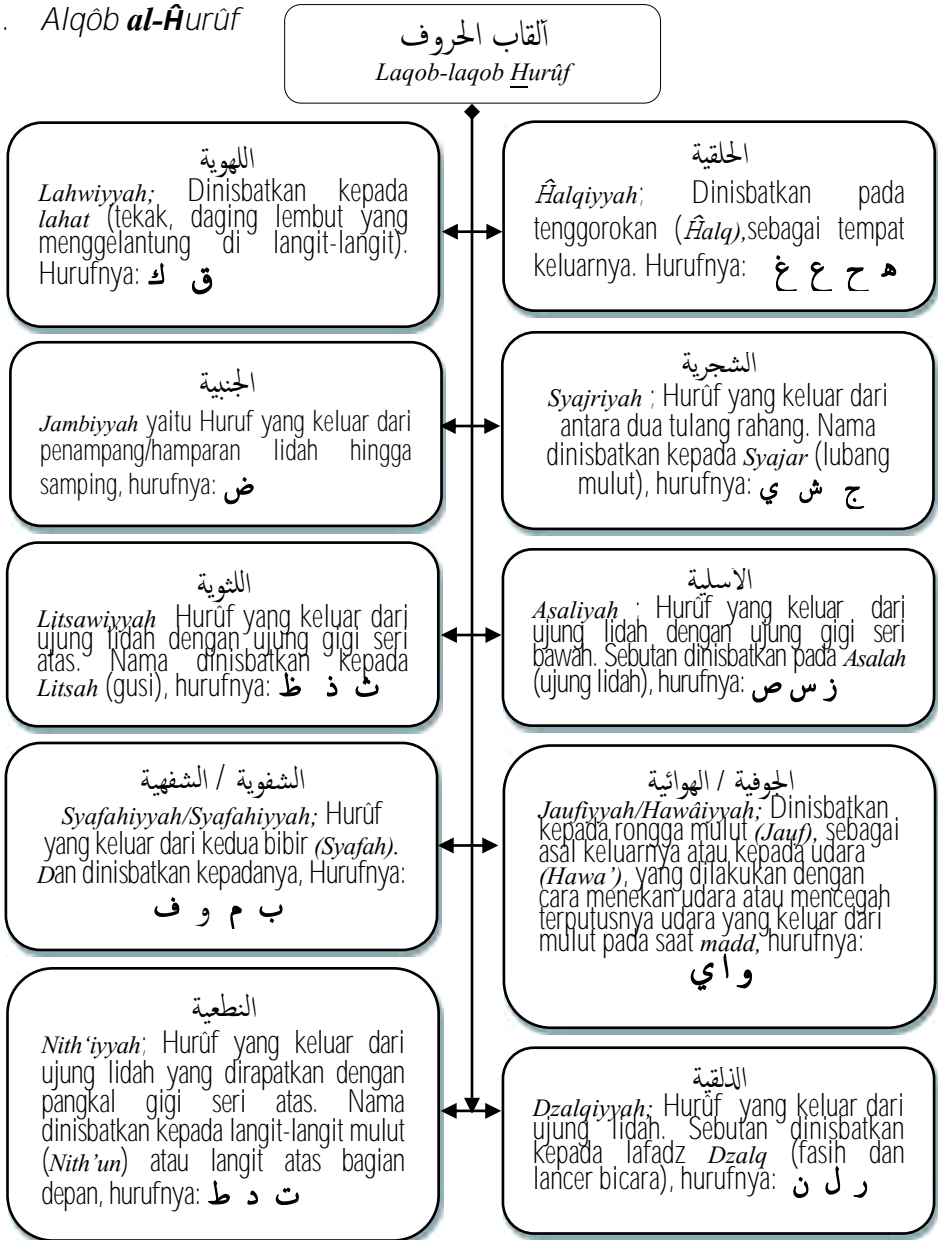 . Alqôb al-Ĥurûf
ألقاب الحروف
Laqob-laqob Hurûf
اللهوية
Lahwiyyah; Dinisbatkan kepada
lahat (tekak, daging lembut yang
menggelantung di langit-langit).
Hurufnya: ق ك
الحلقية
Ĥalqiyyah; Dinisbatkan pada
tenggorokan (Ĥalq),sebagai tempat
keluarnya. Hurufnya: ه ح ع غ
الجنبية
Jambiyyah yaitu Huruf yang keluar dari
penampang/hamparan lidah hingga
samping, hurufnya: ض
الشجرية
Syajriyah ; Hurûf yang keluar dari
antara dua tulang rahang. Nama
dinisbatkan kepada Syajar (lubang
mulut), hurufnya: ج ش ي
اللثوية
Litsawiyyah Hurûf yang keluar dari
ujung lidah dengan ujung gigi seri
atas. Nama dinisbatkan kepada
Litsah (gusi), hurufnya: ث ذ ظ
الأسلية
Asaliyah ; Hurûf yang keluar dari
ujung lidah dengan ujung gigi seri
bawah. Sebutan dinisbatkan pada Asalah
(ujung lidah), hurufnya: ز س ص
الشفوية / الشفهية
Syafahiyyah/Syafahiyyah; Hurûf
yang keluar dari kedua bibir (Syafah).
Dan dinisbatkan kepadanya, Hurufnya:
ب م و ف
الجوفية / الهوائية
Jaufiyyah/Hawâiyyah; Dinisbatkan
kepada rongga mulut (Jauf), sebagai
asal keluarnya atau kepada udara
(Hawa’), yang dilakukan dengan
cara menekan udara atau mencegah
terputusnya udara yang keluar dari
mulut pada saat madd, hurufnya:
و ا ي
النطعية
Nith‘iyyah; Hurûf yang keluar dari
ujung lidah yang dirapatkan dengan
pangkal gigi seri atas. Nama
dinisbatkan kepada langit-langit mulut
(Nith’un) atau langit atas bagian
depan, hurufnya: ت د ط
الذلقية
Dzalqiyyah; Hurûf yang keluar dari
ujung lidah. Sebutan dinisbatkan
kepada lafadz Dzalq (fasih dan
lancer bicara), hurufnya: ر ل ن